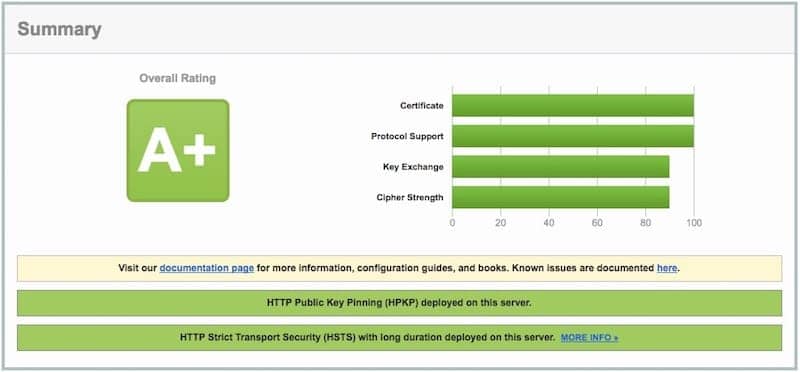 Summary
Overall Rating
A+
Certificate
Protocol Support
Key Exchange
Cipher Strength
0 20 40 60 80 100
Visit our documentation page for more information, configuration guides, and books. Known issues are documented here.
HTTP Public Key Pinning (HPKP) deployed on this server.
HTTP Strict Transport Security (HSTS) with long duration deployed on this server. MORE INFO »